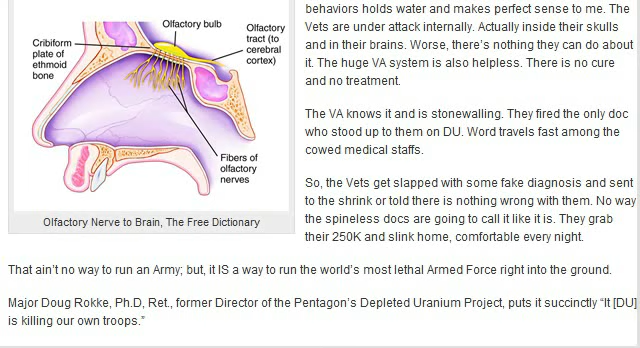 Olfactory bulb
Olfactory
tract (to
cerebral
cortex)
Cribiform
plate of
ethmoid
bone
Fibers of
olfactory
nerves
Olfactory Nerve to Brain, The Free Dictionary
behaviors holds water and makes perfect sense to me. The
Vets are under attack internally. Actually inside their skulls
and in their brains. Worse, there's nothing they can do about
it. The huge VA system is also helpless. There is no cure
and no treatment.
The VA knows it and is stonewalling. They fired the only doc
who stood up to them on DU. Word travels fast among the
cowed medical staffs.
So, the Vets get slapped with some fake diagnosis and sent
to the shrink or told there is nothing wrong with them. No way
the spineless docs are going to call it like it is. They grab
their 250K and slink home, comfortable every night.
That ain't no way to run an Army; but, it IS a way to run the world's most lethal Armed Force right into the ground.
Major Doug Rokke, Ph.D, Ret., former Director of the Pentagon's Depleted Uranium Project, puts it succinctly “It [DU]
is killing our own troops.”